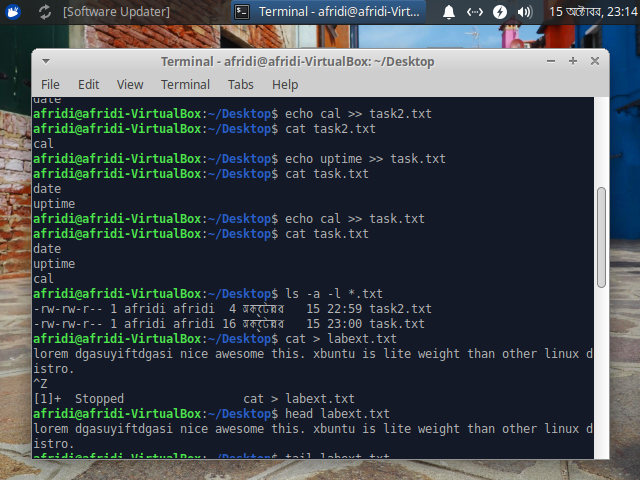 [Software Updater]
Terminal - afridi@afridi-Virt...
15 অক্টোবর, 23:14
Terminal - afridi@afridi-VirtualBox: ~/Desktop
File Edit View Terminal Tabs Help
date
afridi@afridi-VirtualBox:~/Desktop$ echo cal >> task2.txt
afridi@afridi-VirtualBox:~/Desktop$ cat task2.txt
cal
afridi@afridi-VirtualBox:~/Desktop$ echo uptime >> task.txt
afridi@afridi-VirtualBox:~/Desktop$ cat task.txt
date
uptime
afridi@afridi-VirtualBox:~/Desktop$ echo cal >> task.txt
afridi@afridi-VirtualBox:~/Desktop$ cat task.txt
date
uptime
cal
afridi@afridi-VirtualBox:~/Desktop$ ls -a -l *.txt
-rw-rw-r-- 1 afridi afridi 4 অক্টোবর 15 22:59 task2.txt
-rw-rw-r-- 1 afridi afridi 16 অক্টোবর 15 23:00 task.txt
afridi@afridi-VirtualBox:~/Desktop$ cat > labext.txt
lorem dgasuyiftdgasi nice awesome this. xbuntu is lite weight than other linux d
istro.
^Z
[1]+ Stopped cat > labext.txt
afridi@afridi-VirtualBox:~/Desktop$ head labext.txt
lorem dgasuyiftdgasi nice awesome this. xbuntu is lite weight than other linux d
istro.
afridi@afridi-VirtualBox:~/Desktop$ tail labext.txt